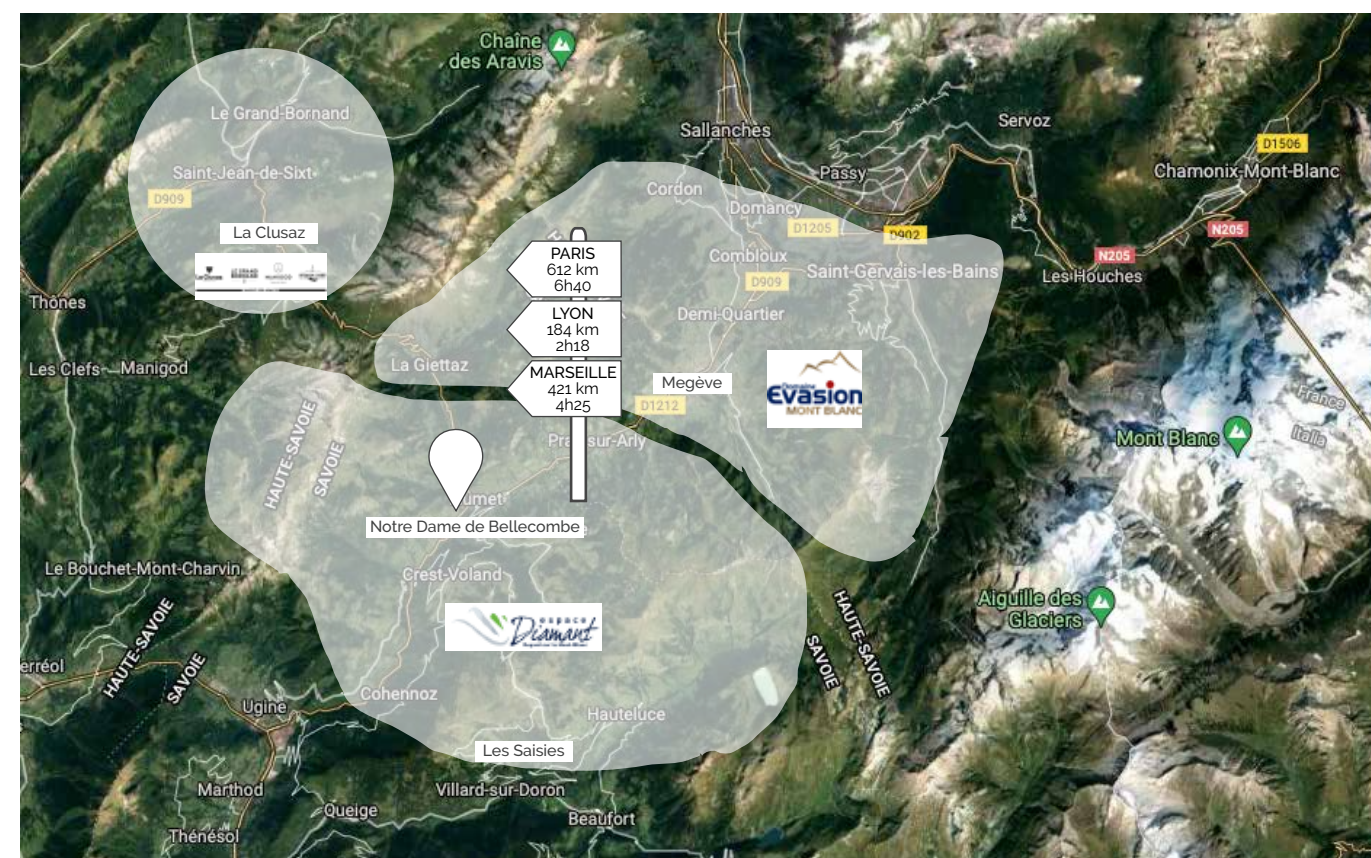 Chaîne
des Aravis
Le Grand-Bornand
Sallanches
Servoz
D1506
Saint-Jean-de-Sixt
Passy
Chamonix-Mont-Blanc
Cordon
D909
Domancy
La Clusaz
D1205
D902
N205
PARIS
612 km
6h40
Combloux
N205
Saint-Gervais-les-Bains
Les Houches
D909
Thônes
LYON
184 km
2h18
Demi-Quartier
La Giettaz
Les Clefs
Manigod
MARSEILLE
421 km
4h25
Megève
Domaine
Evasion
MONT BLANC
D1212
France
Italia
HAUTE-SAVOIE
SAVOIE
sur-Arly
Mont Blanc
umet
Notre Dame de Bellecombe
Le Bouchet-Mont-Charvin
Crest-Voland
Aiguille des
Glaciers
HAUTE-SAVOIE
SAVOIE
espace
Diamant
HAUTE-SAVOIE
SAVOIE
erréol
Cohennoz
Ugine
Hauteluce
Les Saisies
Marthod
Villard-sur-Doron
Queige
Beaufort
Thénésol